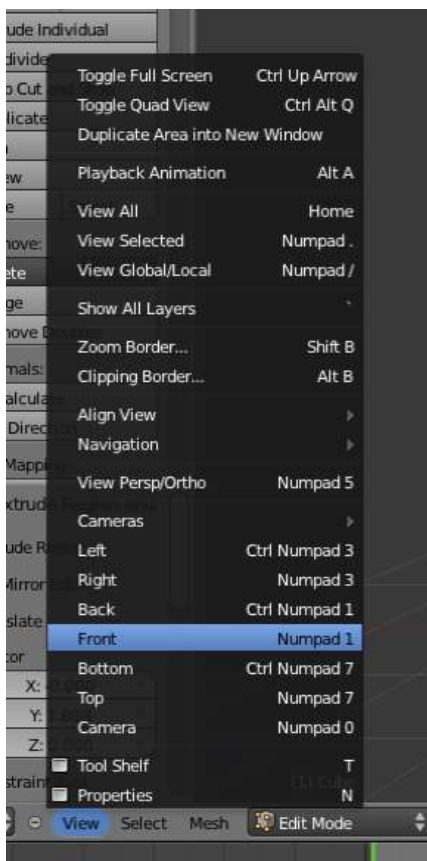 ude Individual
Toggle Full Screen Ctrl Up Arrow
Toggle Quad View Ctrl Alt Q
Duplicate Area into New Window
Playback Animation Alt A
View All Home
View Selected Numpad .
View Global/Local Numpad /
Show All Layers `
Zoom Border... Shift B
Clipping Border... Alt B
Align View
Navigation
View Persp/Ortho Numpad 5
Cameras
Left Ctrl Numpad 3
Right Numpad 3
Back Ctrl Numpad 1
Front Numpad 1
Bottom Ctrl Numpad 7
Top Numpad 7
Camera Numpad 0
Tool Shelf T
Properties N
View Select Mesh Edit Mode